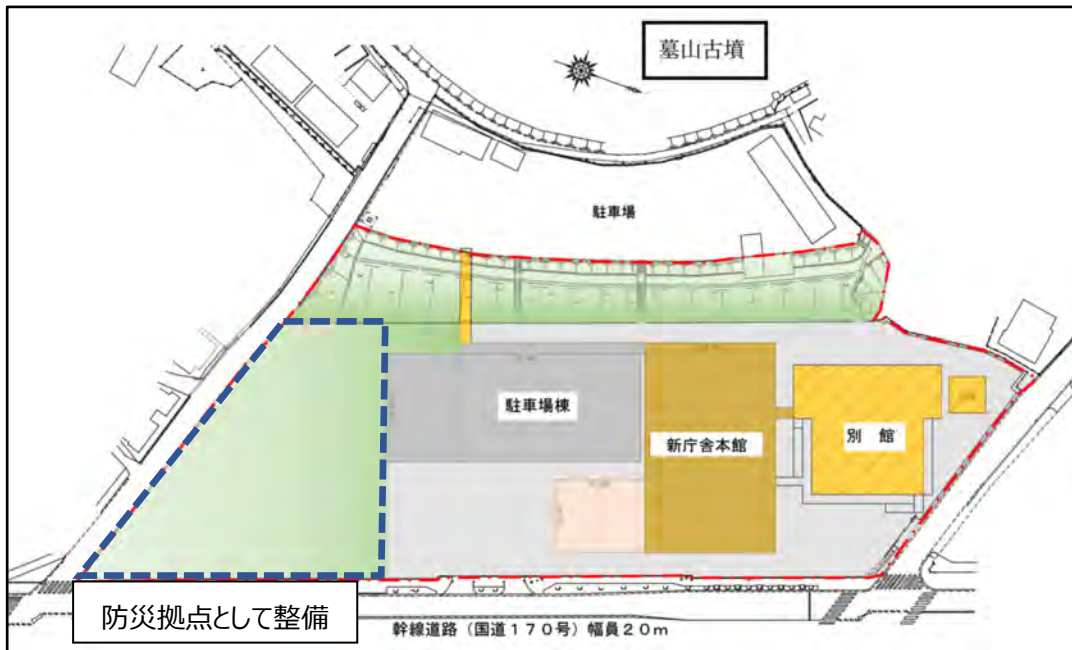 墓山古墳
駐車場
駐車場棟
新庁舎本館
別 館
防災拠点として整備
幹線道路（国道１７０号）幅員２０ｍ